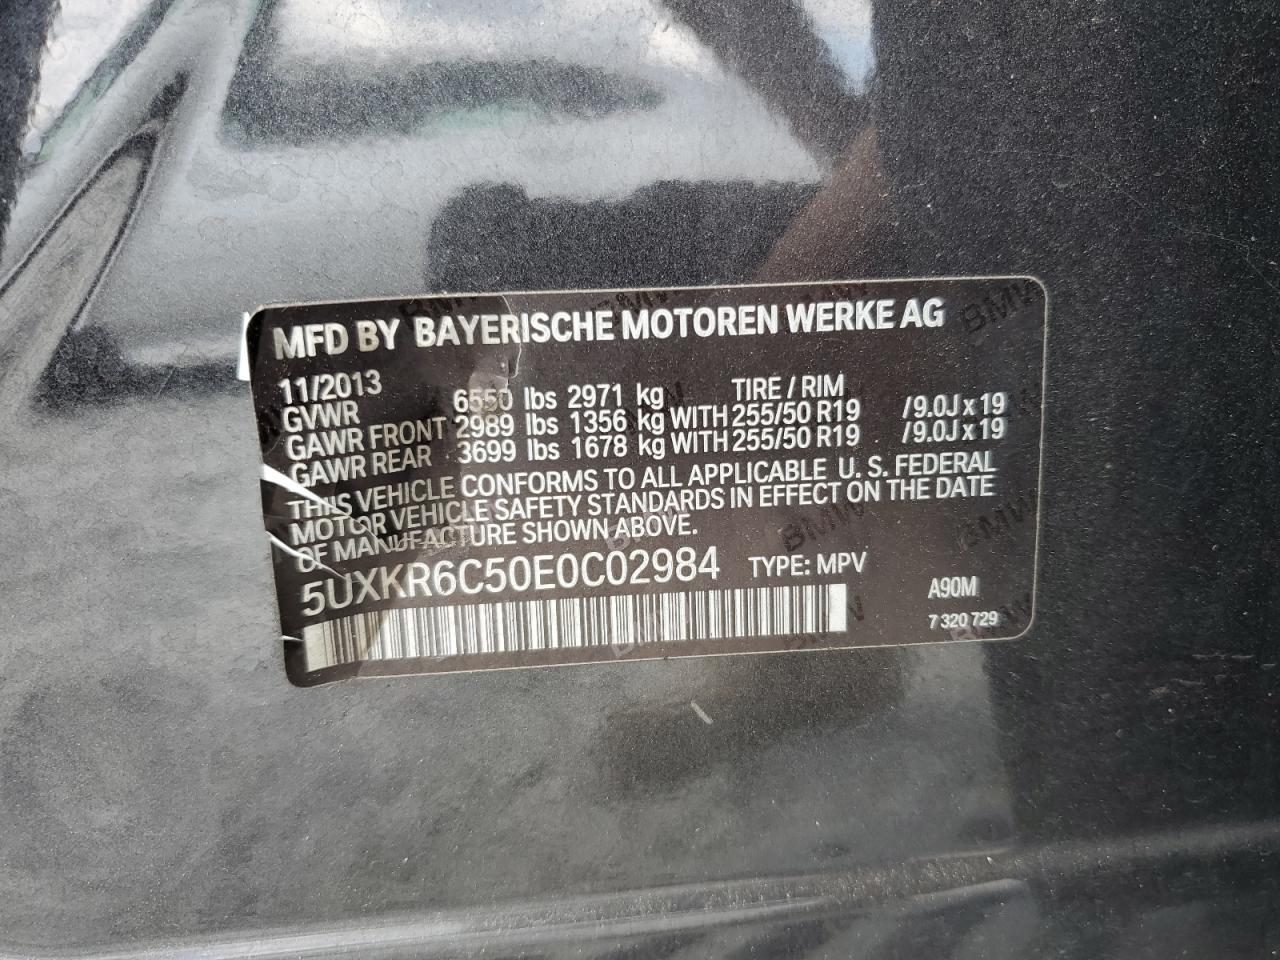 MFD BY BAYERISCHE MOTOREN WERKE AG
11/2013 TIRE / RIM
GVWR 6550 lbs 2971 kg
GAWR FRONT 2989 lbs 1356 kg WITH 255/50 R19 /9.0J x 19
GAWR REAR 3699 lbs 1678 kg WITH 255/50 R19 /9.0J x 19
THIS VEHICLE CONFORMS TO ALL APPLICABLE U. S. FEDERAL
MOTOR VEHICLE SAFETY STANDARDS IN EFFECT ON THE DATE
OF MANUFACTURE SHOWN ABOVE.
5UXKR6C50E0C02984 TYPE: MPV
A90M
7 320 729